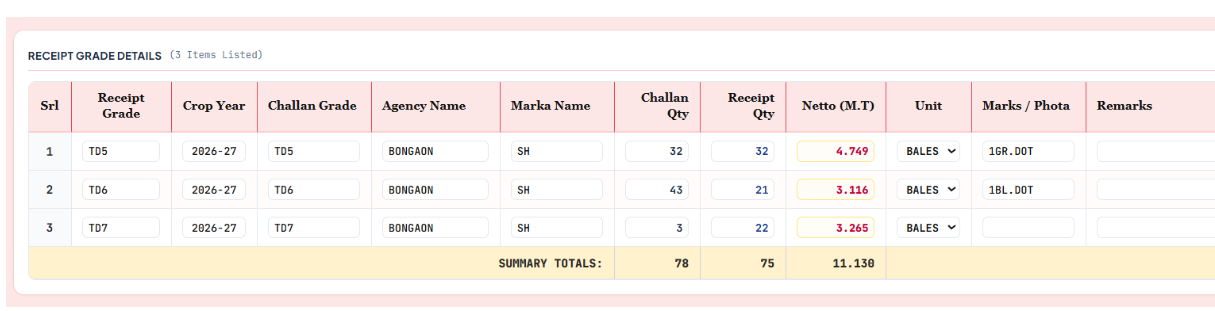 RECEIPT GRADE DETAILS (3 Items Listed)
Srl Receipt Grade Crop Year Challan Grade Agency Name Marka Name Challan Qty Receipt Qty Netto (M.T) Unit Marks / Phota Remarks
1 TD5 2026-27 TD5 BONGAON SH 32 32 4.749 BALES 1GR.DOT
2 TD6 2026-27 TD6 BONGAON SH 43 21 3.116 BALES 1BL.DOT
3 TD7 2026-27 TD7 BONGAON SH 3 22 3.265 BALES
SUMMARY TOTALS: 78 75 11.130